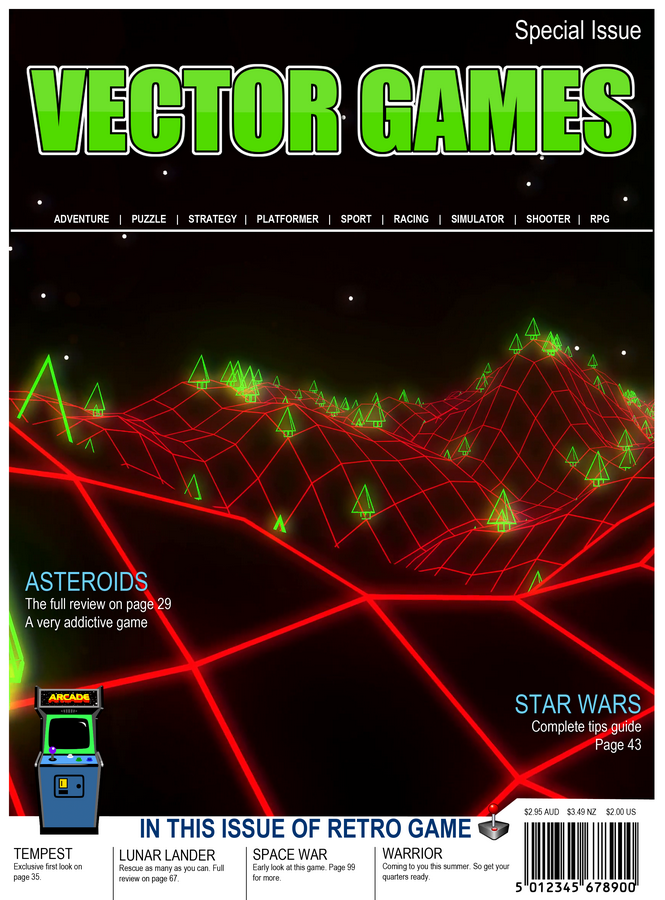 Special Issue
VECTOR GAMES
ADVENTURE | PUZZLE | STRATEGY | PLATFORMER | SPORT | RACING | SIMULATOR | SHOOTER | RPG
ASTEROIDS
The full review on page 29
A very addictive game
ARCADE
STAR WARS
Complete tips guide
Page 43
IN THIS ISSUE OF RETRO GAME
$2.95 AUD $3.49 NZ $2.00 US
TEMPEST
Exclusive first look on
page 35.
LUNAR LANDER
Rescue as many as you can. Full
review on page 67.
SPACE WAR
Early look at this game. Page 99
for more.
WARRIOR
Coming to you this summer. So get your
quarters ready.
5 012345 678900